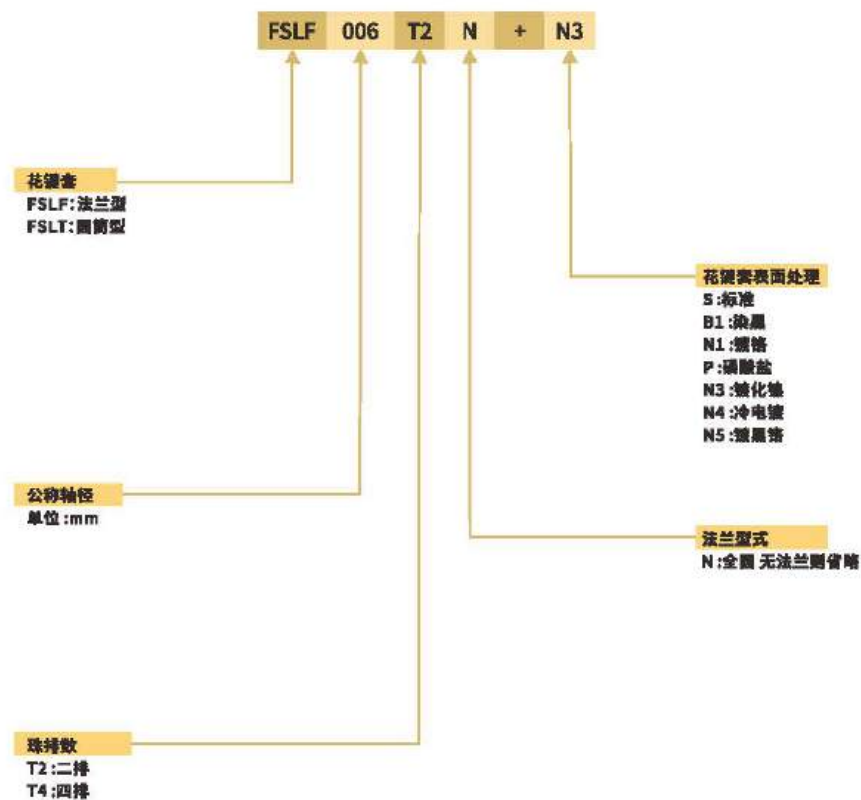 FSLF 006 T2 N + N3
花键套
FSLF:法兰型
FSLT:圆筒型
花键套表面处理
S:标准
B1:染黑
N1:镀铬
P:磷酸盐
N3:镀化镍
N4:冷电镀
N5:镀黑铬
公称轴径
单位:mm
法兰型式
N:全圆 无法兰则省略
珠排数
T2:二排
T4:四排